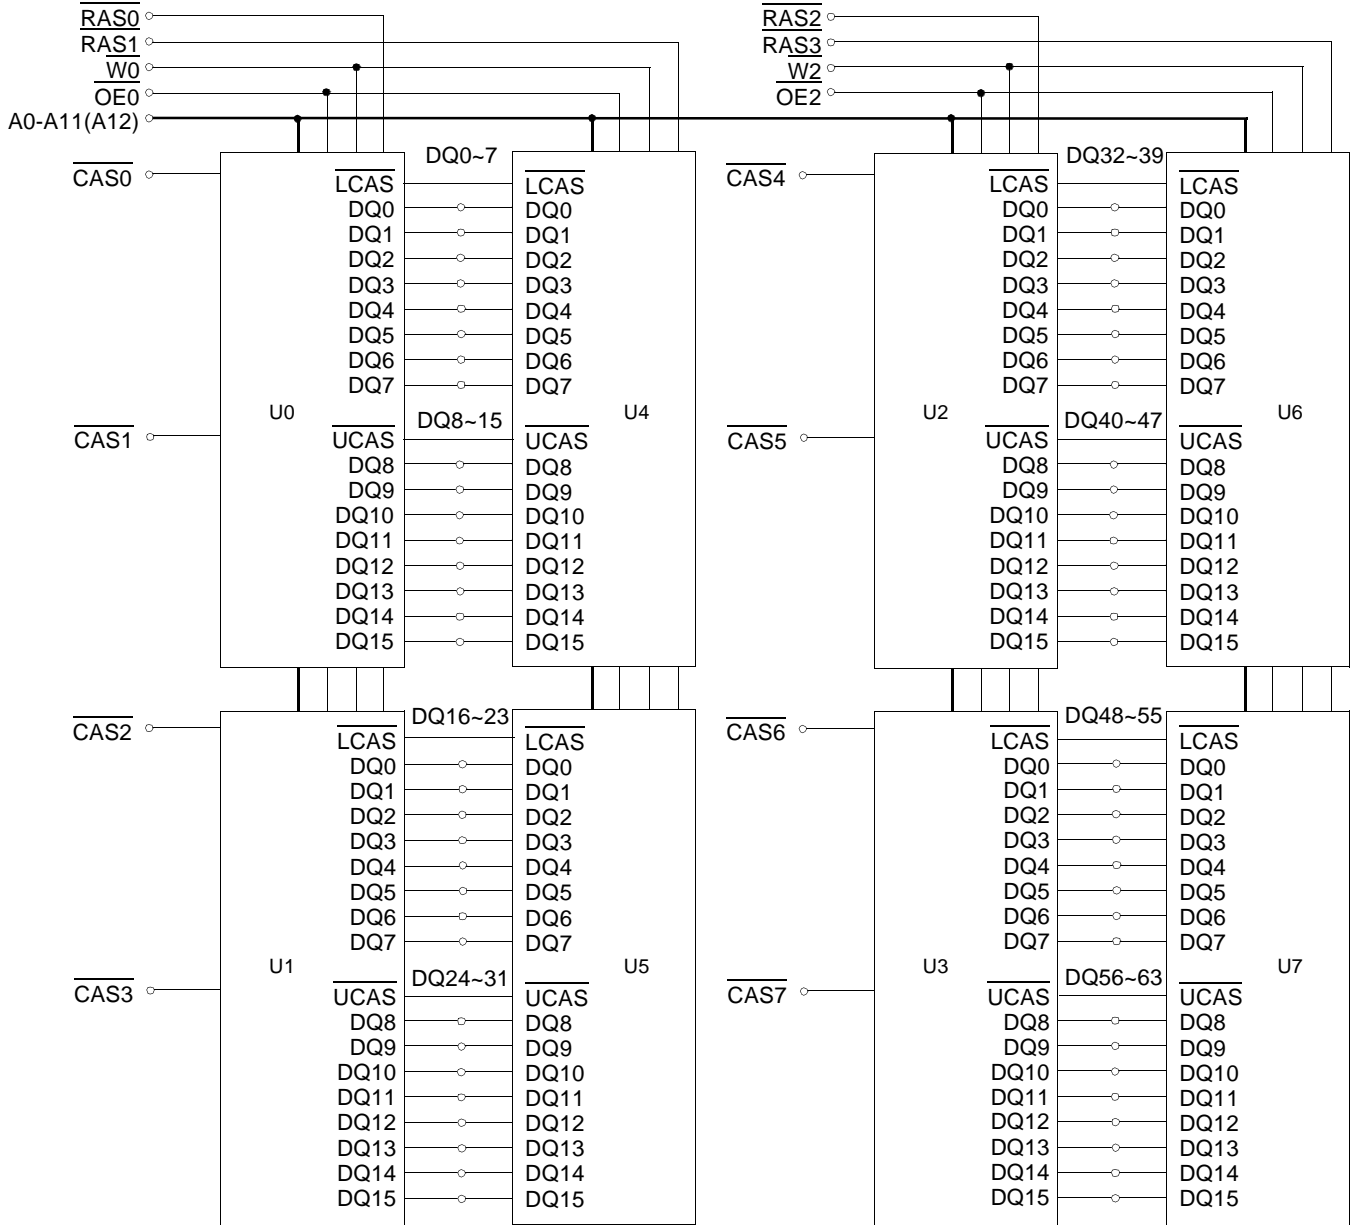 RAS0
RAS1
W0
OE0
A0-A11(A12)
RAS2
RAS3
W2
OE2
CAS0
CAS1
U0
LCAS
DQ0
DQ1
DQ2
DQ3
DQ4
DQ5
DQ6
DQ7
UCAS
DQ8
DQ9
DQ10
DQ11
DQ12
DQ13
DQ14
DQ15
DQ0~7
DQ8~15
LCAS
DQ0
DQ1
DQ2
DQ3
DQ4
DQ5
DQ6
DQ7
U4
UCAS
DQ8
DQ9
DQ10
DQ11
DQ12
DQ13
DQ14
DQ15
CAS4
CAS5
U2
LCAS
DQ0
DQ1
DQ2
DQ3
DQ4
DQ5
DQ6
DQ7
UCAS
DQ8
DQ9
DQ10
DQ11
DQ12
DQ13
DQ14
DQ15
DQ32~39
DQ40~47
LCAS
DQ0
DQ1
DQ2
DQ3
DQ4
DQ5
DQ6
DQ7
U6
UCAS
DQ8
DQ9
DQ10
DQ11
DQ12
DQ13
DQ14
DQ15
CAS2
CAS3
U1
LCAS
DQ0
DQ1
DQ2
DQ3
DQ4
DQ5
DQ6
DQ7
UCAS
DQ8
DQ9
DQ10
DQ11
DQ12
DQ13
DQ14
DQ15
DQ16~23
DQ24~31
LCAS
DQ0
DQ1
DQ2
DQ3
DQ4
DQ5
DQ6
DQ7
U5
UCAS
DQ8
DQ9
DQ10
DQ11
DQ12
DQ13
DQ14
DQ15
CAS6
CAS7
U3
LCAS
DQ0
DQ1
DQ2
DQ3
DQ4
DQ5
DQ6
DQ7
UCAS
DQ8
DQ9
DQ10
DQ11
DQ12
DQ13
DQ14
DQ15
DQ48~55
DQ56~63
LCAS
DQ0
DQ1
DQ2
DQ3
DQ4
DQ5
DQ6
DQ7
U7
UCAS
DQ8
DQ9
DQ10
DQ11
DQ12
DQ13
DQ14
DQ15